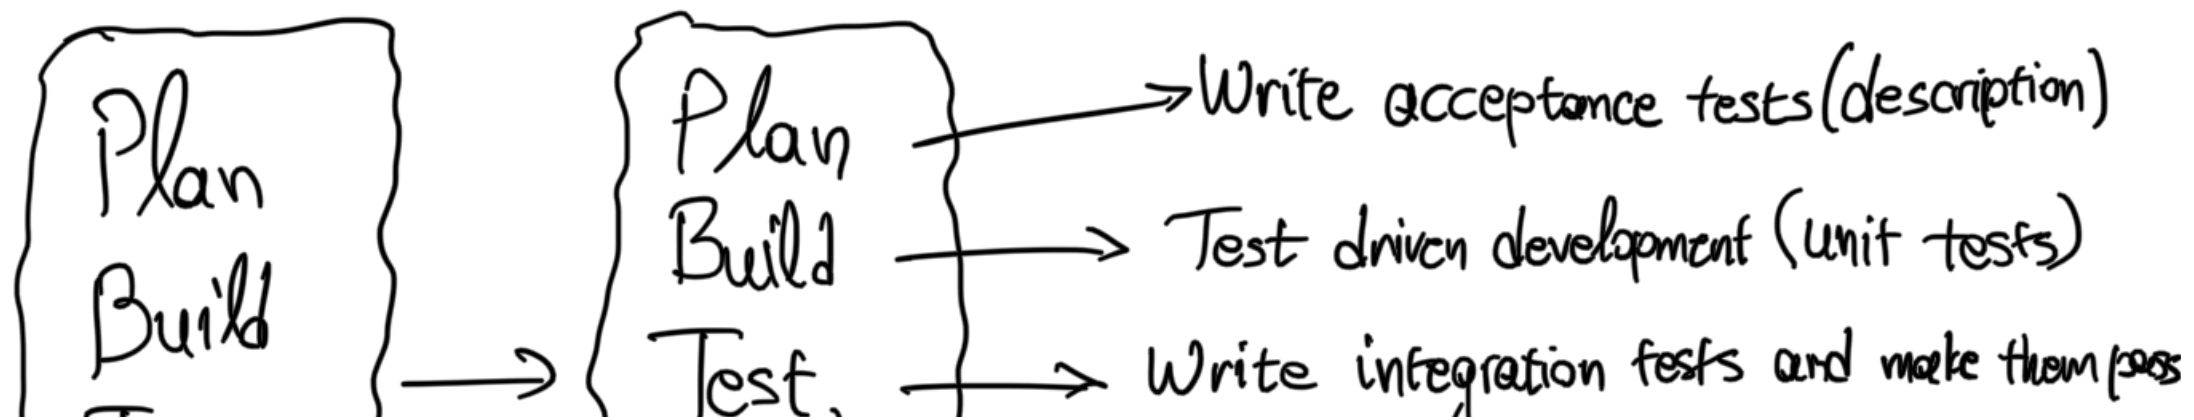 Plan
Build
Plan
Build
Test
Write acceptance tests (description)
Test driven development (unit tests)
Write integration tests and make them pass